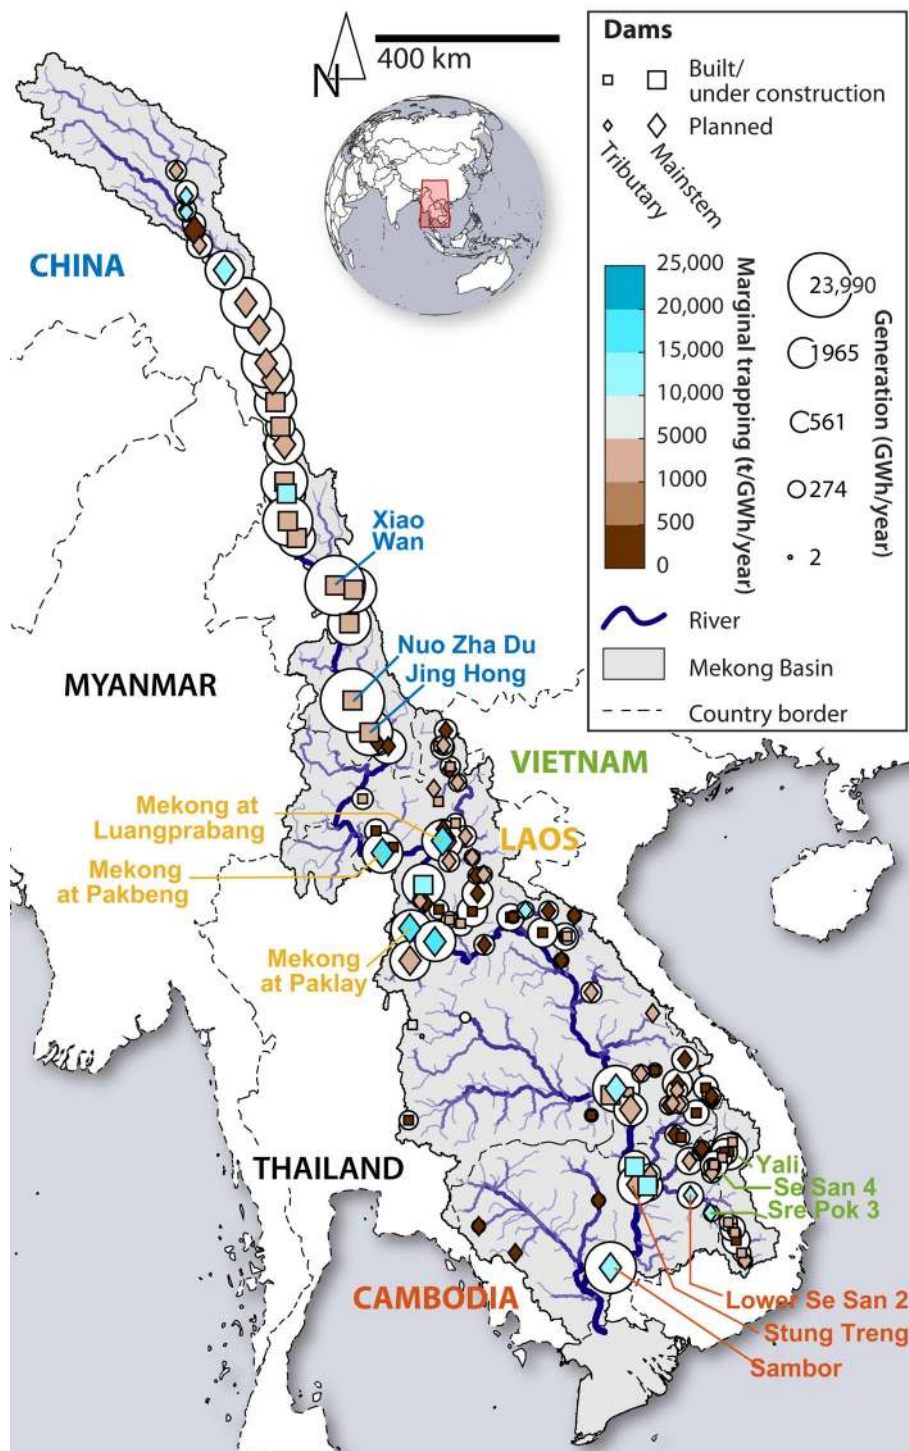 N
400 km
Dams
Built/
under construction
Planned
Tributary
Mainstem
25,000
20,000
15,000
10,000
5000
1000
500
0
Marginal trapping (t/GWh/year)
23,990
1965
561
274
2
Generation (GWh/year)
River
Mekong Basin
Country border
CHINA
Xiao
Wan
Nuo Zha Du
Jing Hong
MYANMAR
VIETNAM
Mekong at
Luangprabang
LAOS
Mekong
at Pakbeng
Mekong
at Paklay
THAILAND
Yali
Se San 4
Sre Pok 3
CAMBODIA
Lower Se San 2
Stung Treng
Sambor